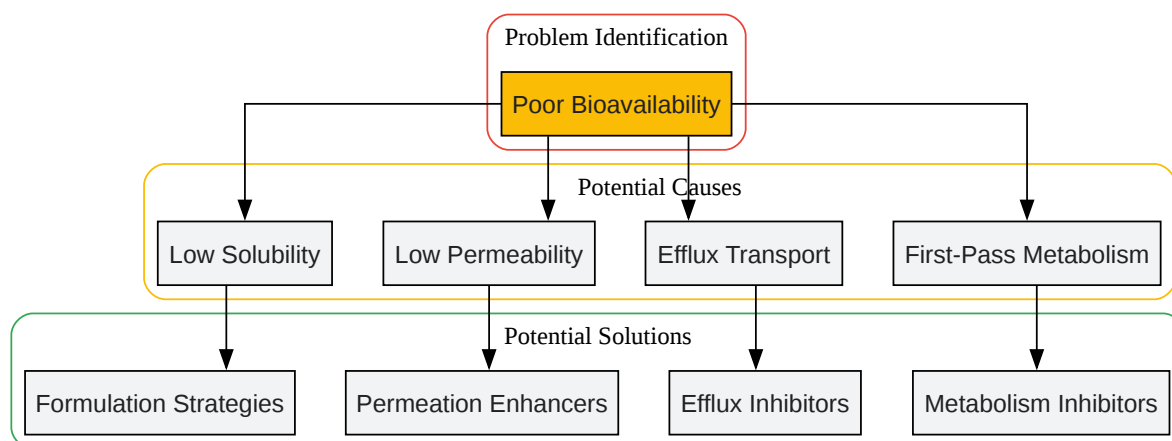 Problem Identification
Poor Bioavailability
Potential Causes
Low Solubility
Low Permeability
Efflux Transport
First-Pass Metabolism
Potential Solutions
Formulation Strategies
Permeation Enhancers
Efflux Inhibitors
Metabolism Inhibitors